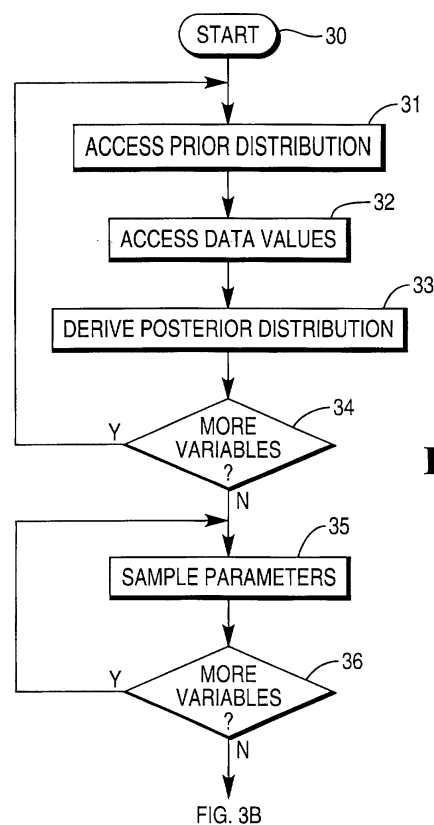 START
30
31
ACCESS PRIOR DISTRIBUTION
32
ACCESS DATA VALUES
33
DERIVE POSTERIOR DISTRIBUTION
34
Y
MORE
VARIABLES
?
N
35
SAMPLE PARAMETERS
36
Y
MORE
VARIABLES
?
N
FIG. 3B